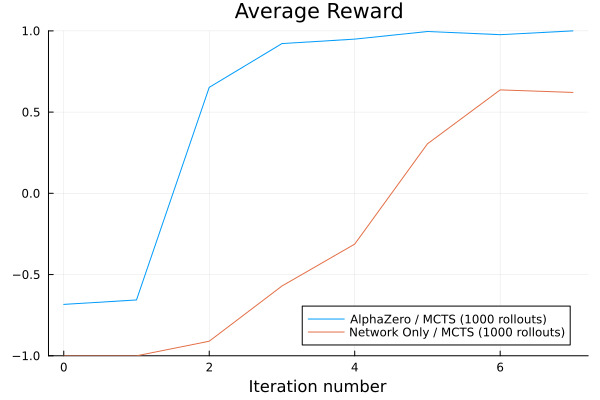 Average Reward
1.0
0.5
0.0
−0.5
−1.0
AlphaZero / MCTS (1000 rollouts)
Network Only / MCTS (1000 rollouts)
0 2 4 6
Iteration number